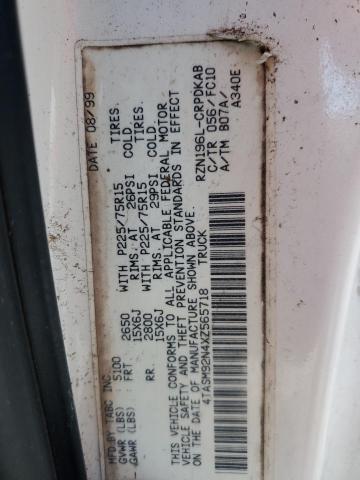 MFD. BY TABC INC. DATE 08/99
GVWR (LBS) 5100
GAWR (LBS) FRT 2650 WITH P225/75R15 TIRES.
15X6J RIMS. AT 26PSI COLD
RR. 2800 WITH P225/75R15 TIRES.
15X6J RIMS. AT 29PSI COLD.
THIS VEHICLE CONFORMS TO ALL APPLICABLE FEDERAL MOTOR
VEHICLE SAFETY AND THEFT PREVENTION STANDARDS IN EFFECT
ON THE DATE OF MANUFACTURE SHOWN ABOVE.
4TASM92N4XZ565718 TRUCK
RZN196L-CRPDKAB
C/TR 056/FC10
A/TM B07A/
A340E